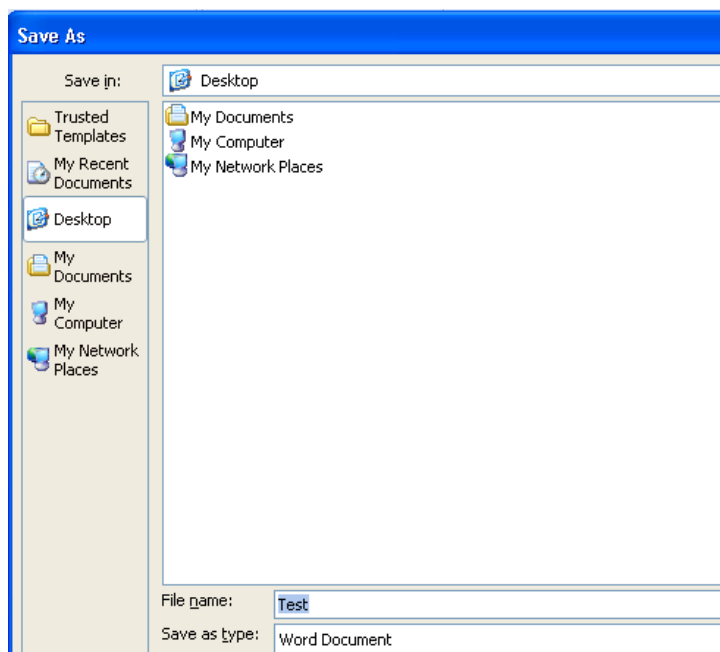 Save As
Save in:
Desktop
Trusted
Templates
My Recent
Documents
Desktop
My
Documents
My
Computer
My Network
Places
My Documents
My Computer
My Network Places
File name:
Test
Save as type:
Word Document